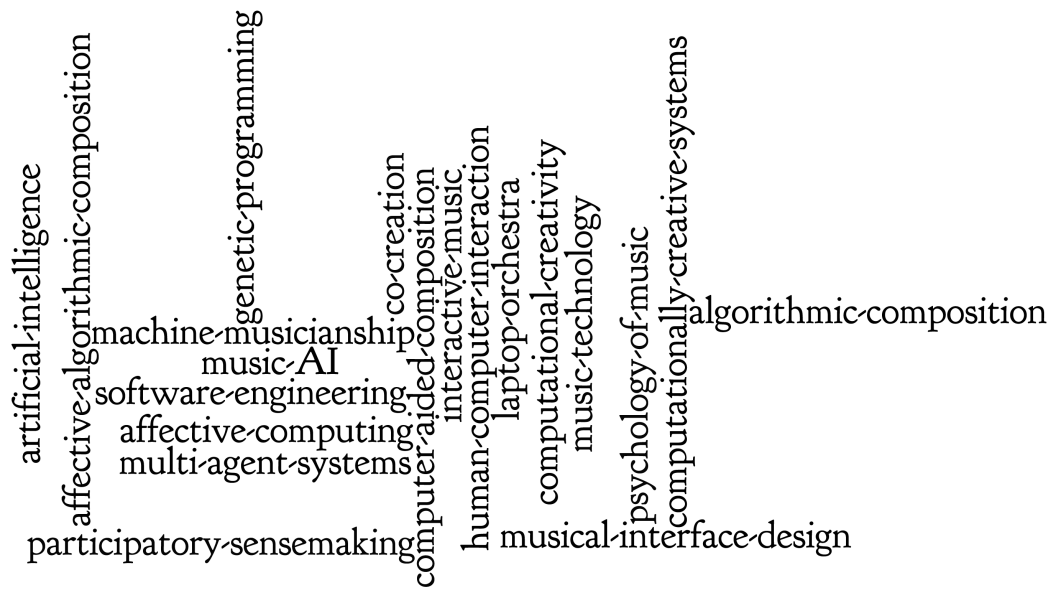 artificial-intelligence
affective-algorithmic-composition
genetic-programming
machine-musicianship
music-AI
software-engineering
affective-computing
multi-agent-systems
participatory-sensemaking
co-creation
computer-aided-composition
interactive-music
human-computer-interaction
laptop-orchestra
computational-creativity
music-technology
psychology-of-music
computationally-creative-systems
algorithmic-composition
musical-interface-design